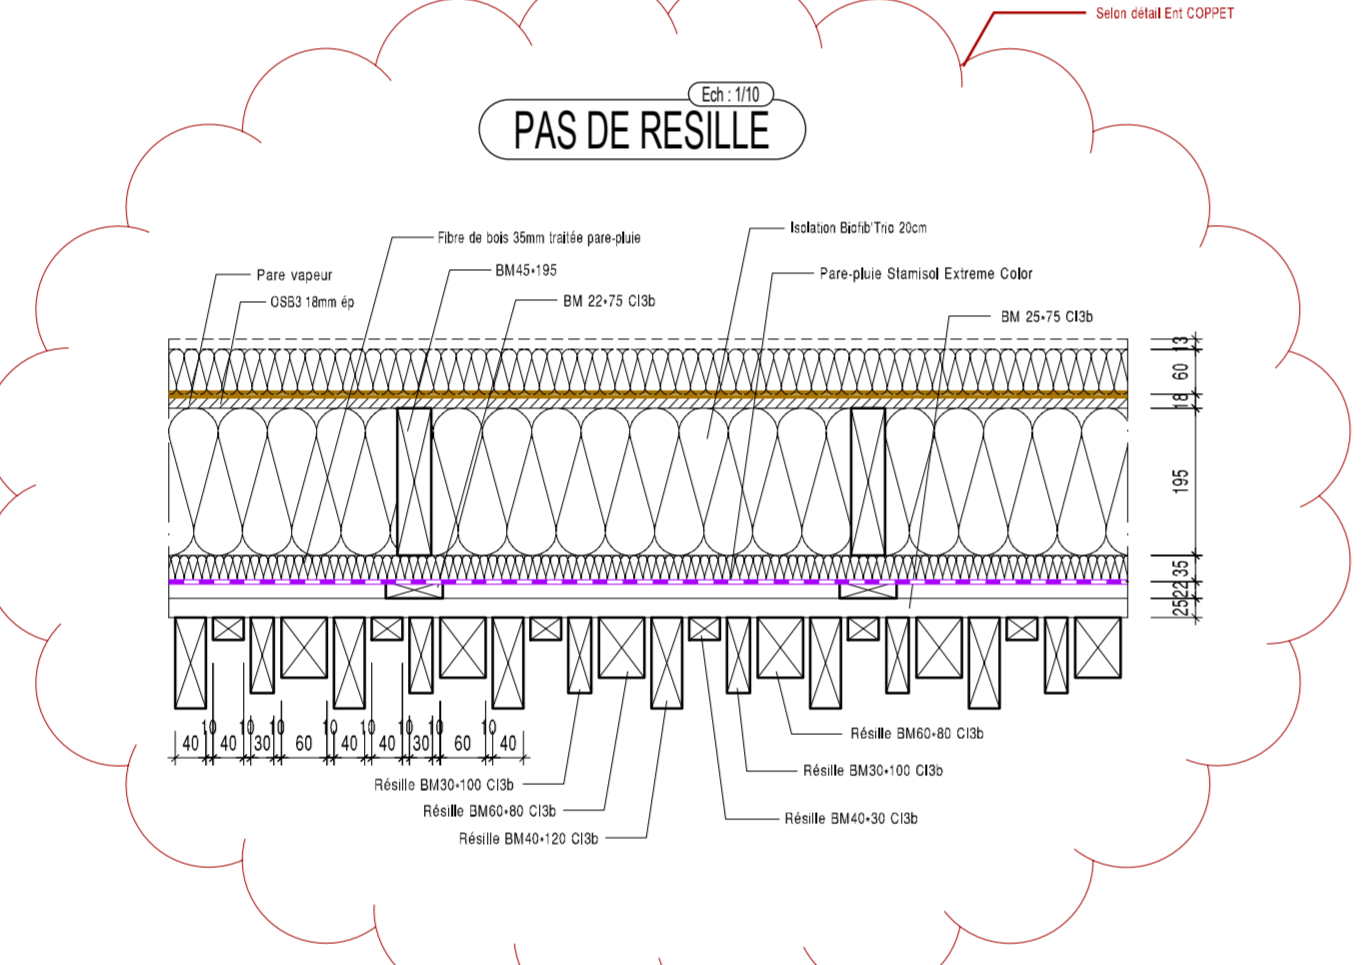 Selon détail Ent COPPET
Ech : 1/10
PAS DE RESILLE
Isolation Biofib'Trio 20cm
Fibre de bois 35mm traitée pare-pluie
Pare vapeur
BM45*195
Pare-pluie Stamisol Extreme Color
OSB3 18mm ép
BM 22*75 Cl3b
BM 25*75 Cl3b
13
60
18
195
35
22
25
10 10 10 10 10 10 10 10
40 40 30 60 40 40 30 60 40
Résille BM60*80 Cl3b
Résille BM30*100 Cl3b
Résille BM30*100 Cl3b
Résille BM60*80 Cl3b
Résille BM40*30 Cl3b
Résille BM40*120 Cl3b